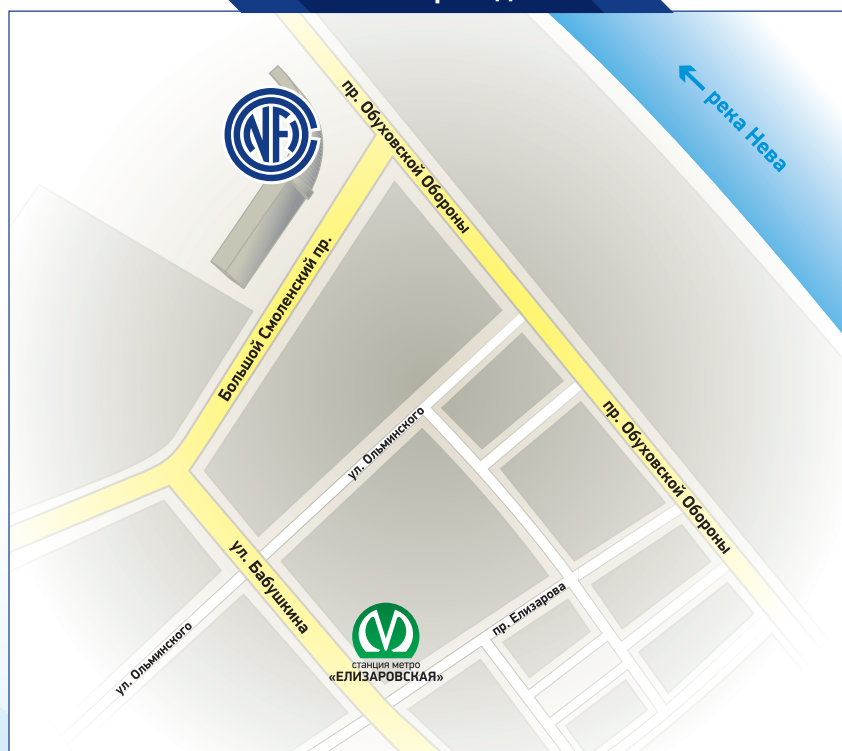 пр. Обуховской Обороны
река Нева
NFC
Большой Смоленский пр.
ул. Ольминского
пр. Обуховской Обороны
ул. Бабушкина
пр. Елизарова
ул. Ольминского
станция метро
«ЕЛИЗАРОВСКАЯ»